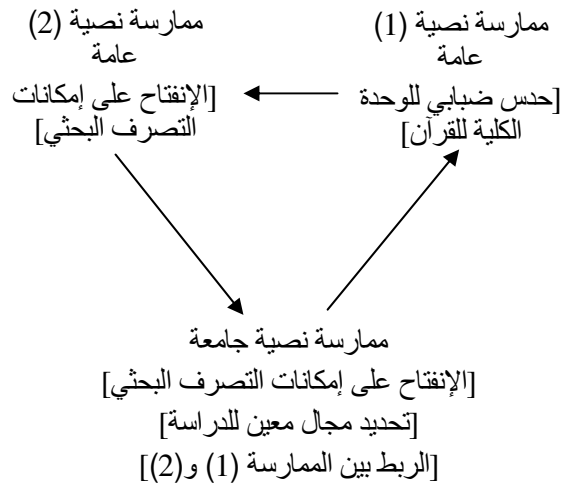 ممارسة نصية (1)
عامة
[حدس ضبابي للوحدة
الكلية للقرآن]
ممارسة نصية (2)
عامة
[الإنفتاح على إمكانات
التصرف البحثي]
ممارسة نصية جامعة
[الإنفتاح على إمكانات التصرف البحثي]
[تحديد مجال معين للدراسة]
[الربط بين الممارسة (1) و(2)]